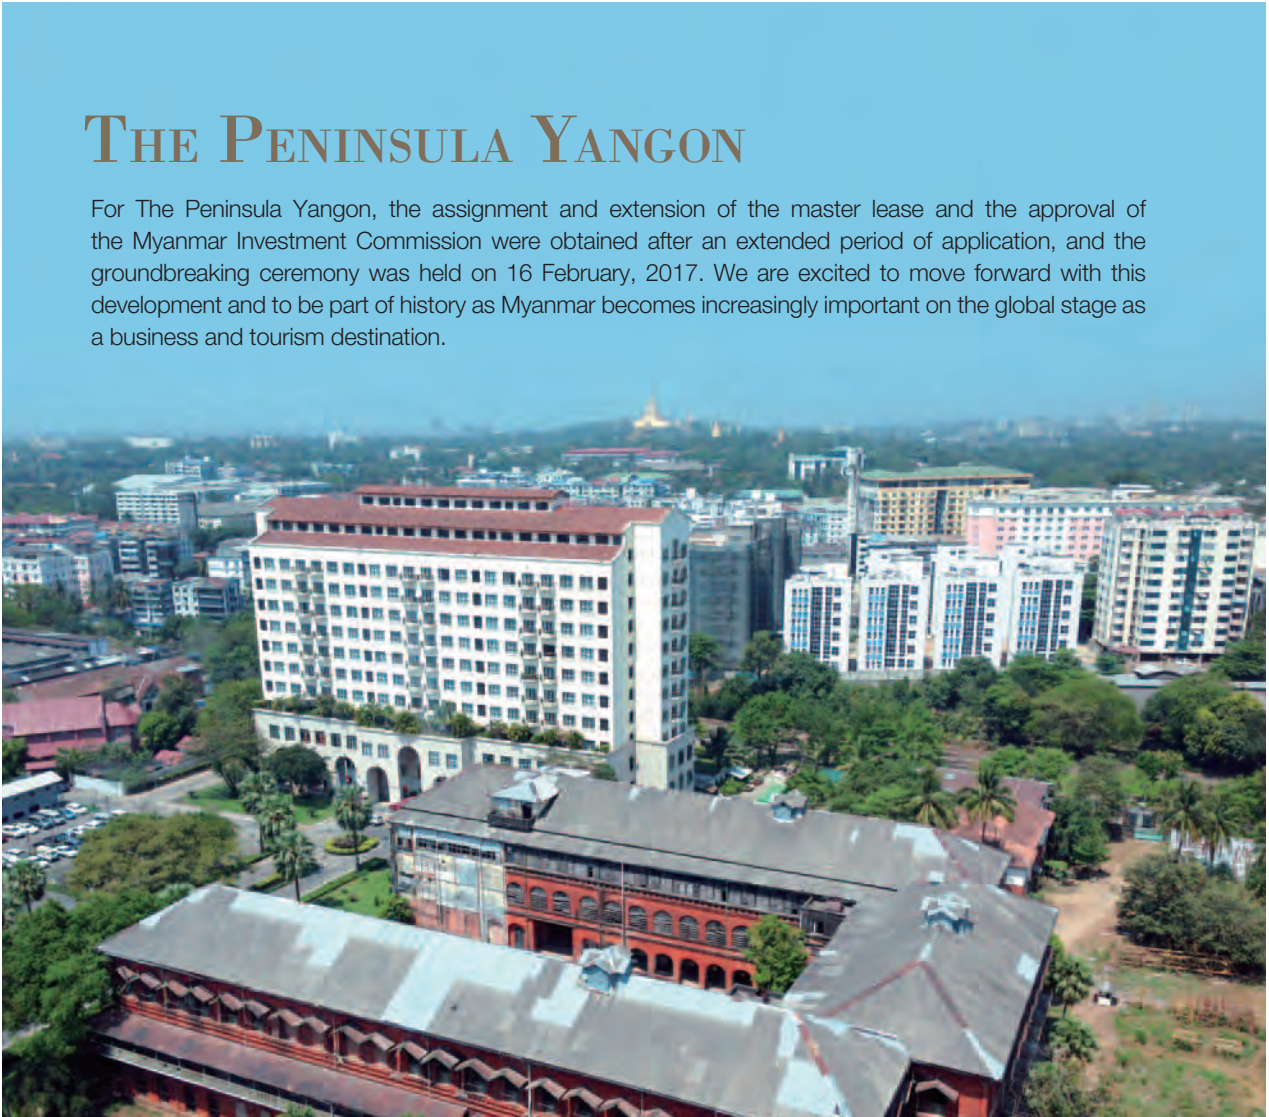 THE PENINSULA YANGON
For The Peninsula Yangon, the assignment and extension of the master lease and the approval of
the Myanmar Investment Commission were obtained after an extended period of application, and the
groundbreaking ceremony was held on 16 February, 2017. We are excited to move forward with this
development and to be part of history as Myanmar becomes increasingly important on the global stage as
a business and tourism destination.